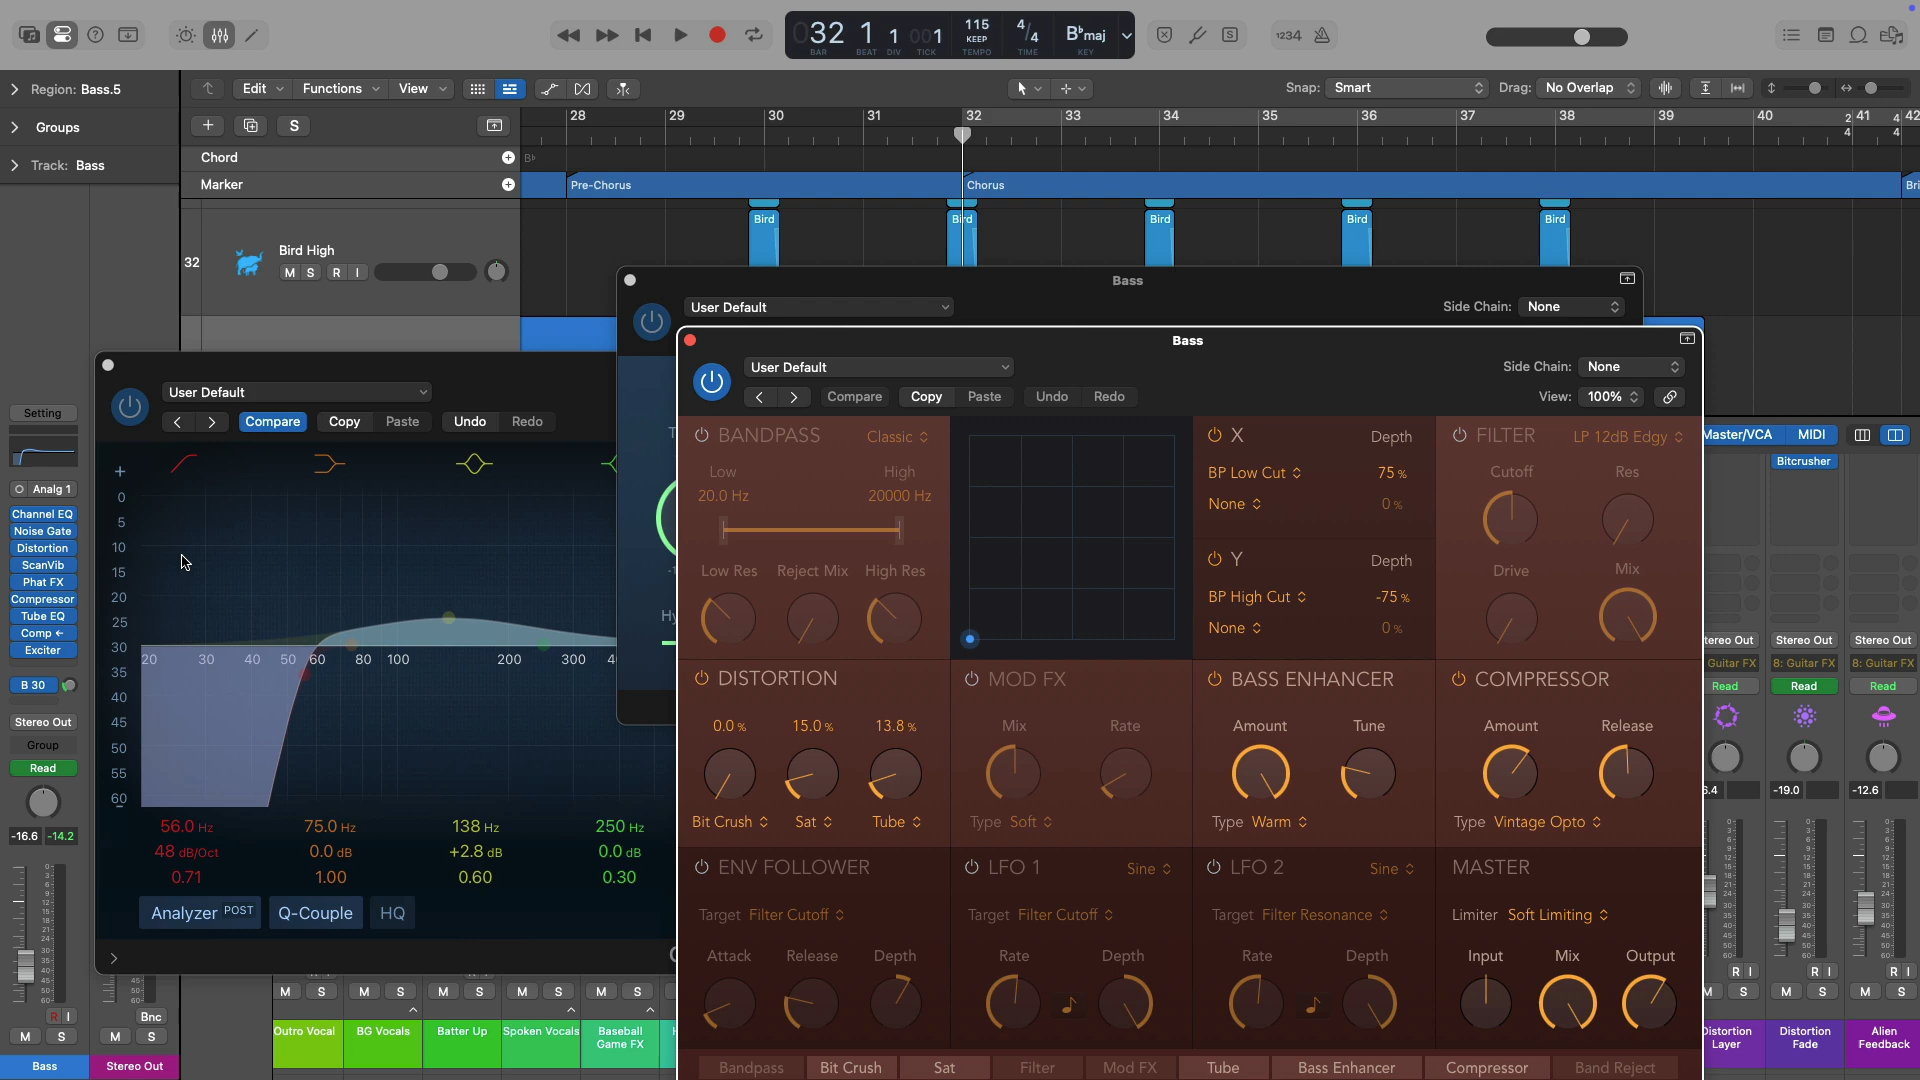 32 1 1 001
BAR BEAT DIV TICK
115
KEEP
TEMPO
4/4
TIME
B♭maj
KEY
1234
S
Region: Bass.5
Edit Functions View
Snap: Smart
Drag: No Overlap
Groups
S
28 29 30 31 32 33 34 35 36 37 38 39 40 41 42
2 4
4 4
Track: Bass
Chord
B♭
Marker
Pre-Chorus
Chorus
Bri
Bird Bird Bird Bird Bird
32
Bird High
M S R I
Bass
User Default
Side Chain: None
Bass
User Default
Side Chain: None
Compare Copy Paste Undo Redo
View: 100%
User Default
Compare Copy Paste Undo Redo
Setting
Analg 1
Channel EQ
Noise Gate
Distortion
ScanVib
Phat FX
Compressor
Tube EQ
Comp ←
Exciter
B 30
Stereo Out
Group
Read
-16.6 -14.2
R I
Bnc
M S
M S
Bass
Stereo Out
+
0
5
10
15
20
25
30
35
40
45
50
55
60
20 30 40 50 60 80 100 200 300
56.0 Hz 75.0 Hz 138 Hz 250 Hz
48 dB/Oct 0.0 dB +2.8 dB 0.0 dB
0.71 1.00 0.60 0.30
Analyzer POST Q-Couple HQ
BANDPASS Classic
Low High
20.0 Hz 20000 Hz
Low Res Reject Mix High Res
X Depth
BP Low Cut 75 %
None 0 %
Y Depth
BP High Cut -75 %
None 0 %
FILTER LP 12dB Edgy
Cutoff Res
Drive Mix
DISTORTION
0.0 % 15.0 % 13.8 %
Bit Crush Sat Tube
MOD FX
Mix Rate
Type Soft
BASS ENHANCER
Amount Tune
Type Warm
COMPRESSOR
Amount Release
Type Vintage Opto
ENV FOLLOWER
Target Filter Cutoff
Attack Release Depth
LFO 1 Sine
Target Filter Cutoff
Rate Depth
LFO 2 Sine
Target Filter Resonance
Rate Depth
MASTER
Limiter Soft Limiting
Input Mix Output
Bandpass Bit Crush Sat Filter Mod FX Tube Bass Enhancer Compressor Band Reject
Master/VCA MIDI
Bitcrusher
Stereo Out Stereo Out
Guitar FX 8: Guitar FX 8: Guitar FX
Read Read Read
-19.0 -12.6
R I R I R I
M S M S M S
Distortion Layer
Distortion Fade
Alien Feedback
M S M S M S M S M S
Outro Vocal
BG Vocals
Batter Up
Spoken Vocals
Baseball Game FX